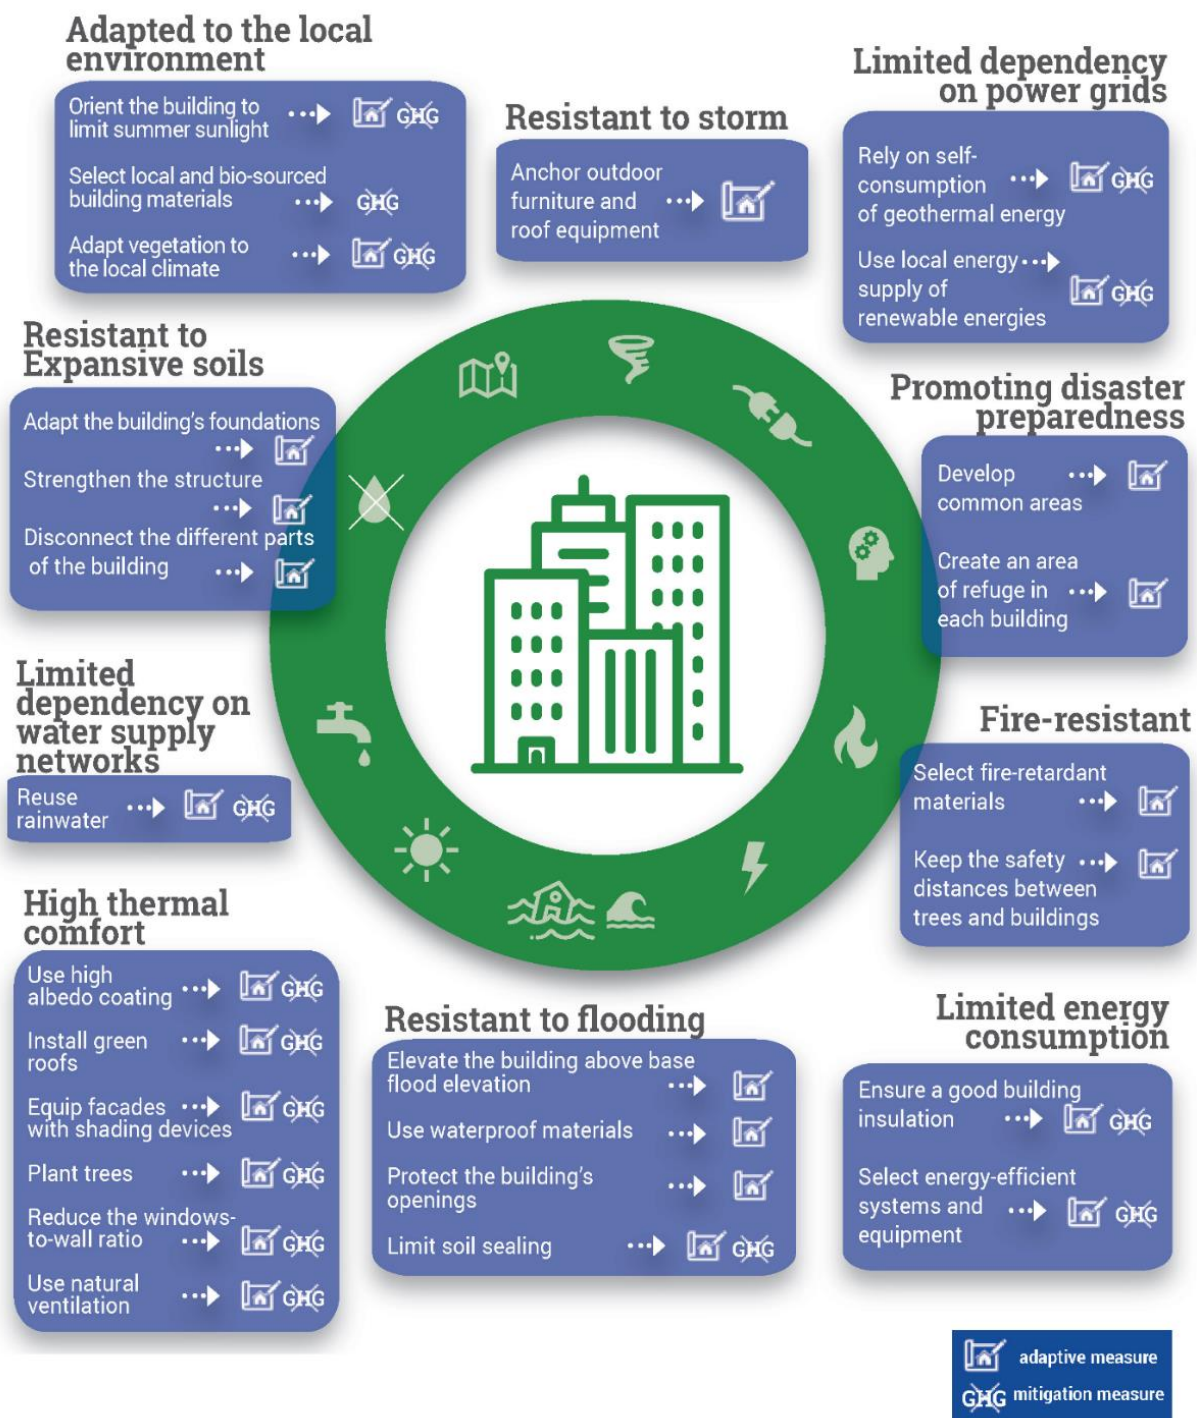 Adapted to the local
environment
Orient the building to
limit summer sunlight
GHG
Select local and bio-sourced
building materials
GHG
Adapt vegetation to
the local climate
GHG
Resistant to storm
Anchor outdoor
furniture and
roof equipment
Limited dependency
on power grids
Rely on self-
consumption
GHG
of geothermal energy
Use local energy
supply of
GHG
renewable energies
Resistant to
Expansive soils
Adapt the building's foundations
Strengthen the structure
Disconnect the different parts
of the building
Promoting disaster
preparedness
Develop
common areas
Create an area
of refuge in
each building
Limited
dependency on
water supply
networks
Reuse
rainwater
GHG
Fire-resistant
Select fire-retardant
materials
Keep the safety
distances between
trees and buildings
High thermal
comfort
Use high
albedo coating
GHG
Install green
roofs
GHG
Equip facades
with shading devices
GHG
Plant trees
GHG
Reduce the windows-
to-wall ratio
GHG
Use natural
ventilation
GHG
Resistant to flooding
Elevate the building above base
flood elevation
Use waterproof materials
Protect the building's
openings
Limit soil sealing
GHG
Limited energy
consumption
Ensure a good building
insulation
GHG
Select energy-efficient
systems and
equipment
GHG
adaptive measure
GHG mitigation measure